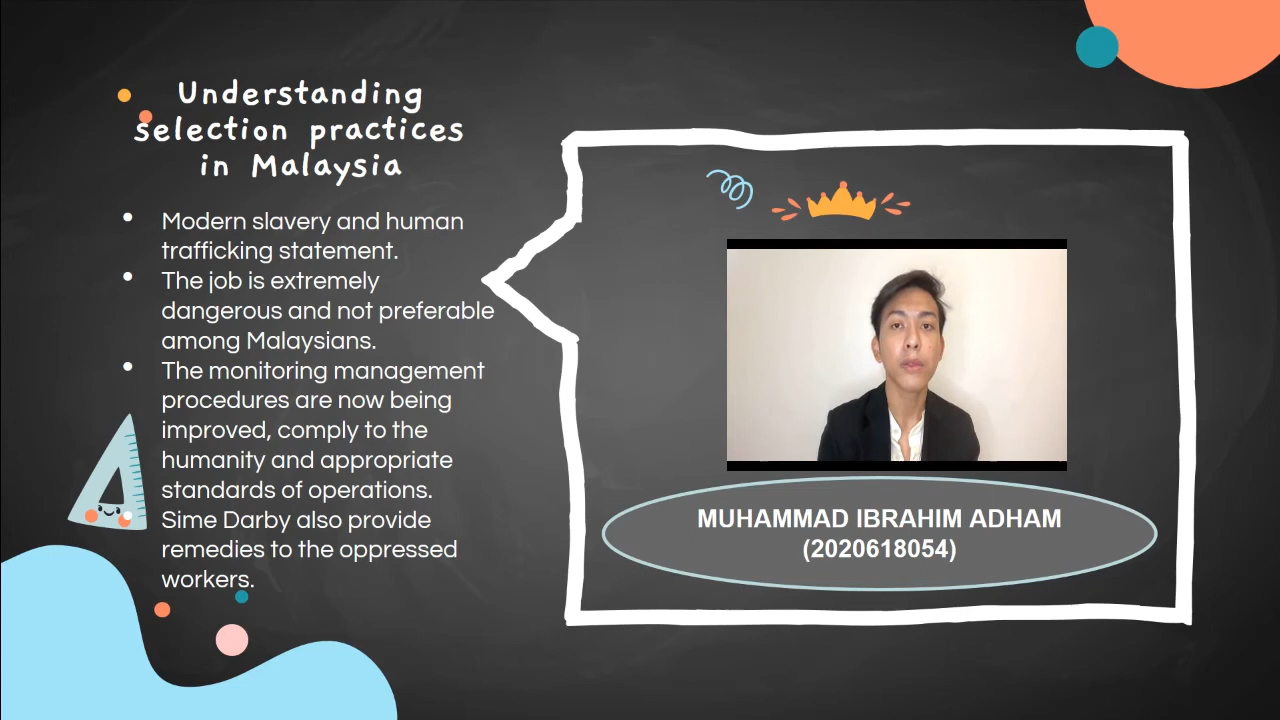 Understanding
selection practices
in Malaysia
Modern slavery and human
trafficking statement.
The job is extremely
dangerous and not preferable
among Malaysians.
The monitoring management
procedures are now being
improved, comply to the
humanity and appropriate
standards of operations.
Sime Darby also provide
remedies to the oppressed
workers.
MUHAMMAD IBRAHIM ADHAM
(2020618054)